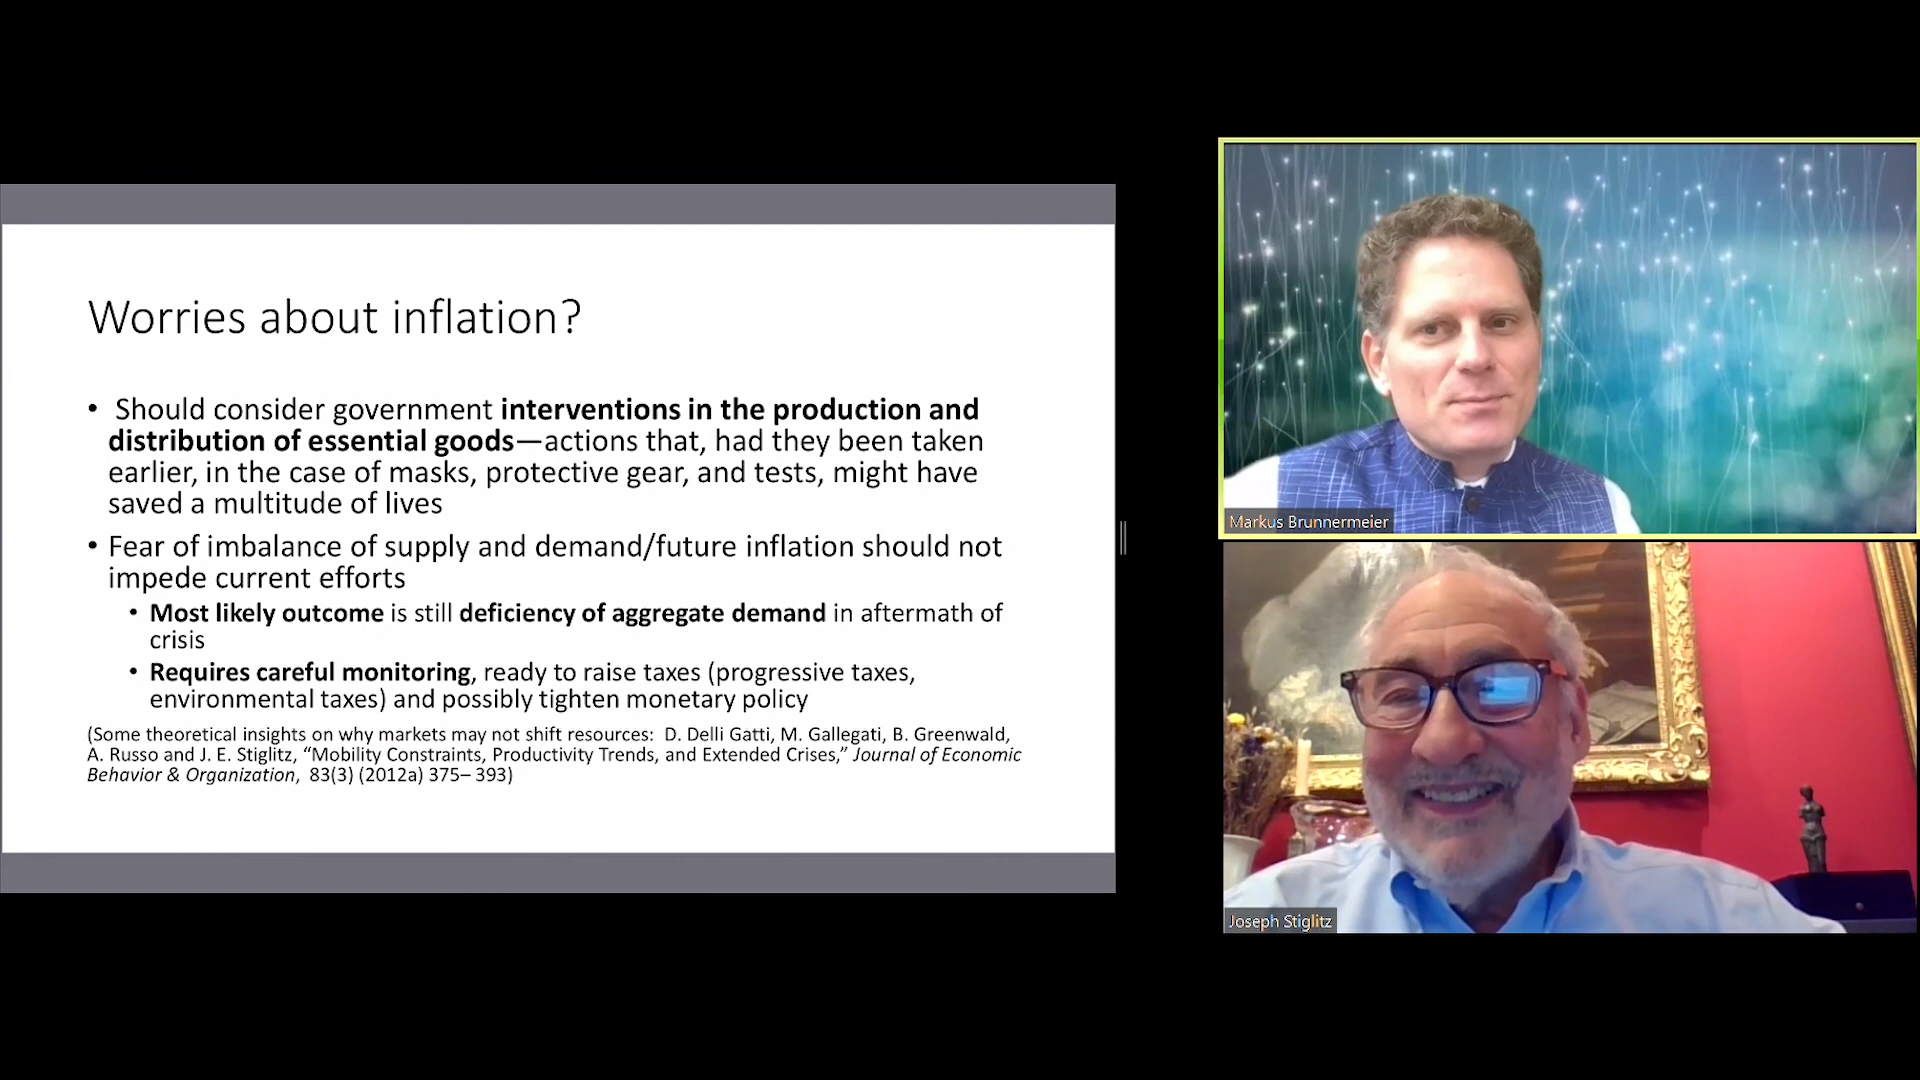 Worries about inflation?
• Should consider government interventions in the production and
distribution of essential goods—actions that, had they been taken
earlier, in the case of masks, protective gear, and tests, might have
saved a multitude of lives
• Fear of imbalance of supply and demand/future inflation should not
impede current efforts
• Most likely outcome is still deficiency of aggregate demand in aftermath of
crisis
• Requires careful monitoring, ready to raise taxes (progressive taxes,
environmental taxes) and possibly tighten monetary policy
(Some theoretical insights on why markets may not shift resources: D. Delli Gatti, M. Gallegati, B. Greenwald,
A. Russo and J. E. Stiglitz, “Mobility Constraints, Productivity Trends, and Extended Crises,” Journal of Economic
Behavior & Organization, 83(3) (2012a) 375– 393)
Markus Brunnermeier
Joseph Stiglitz